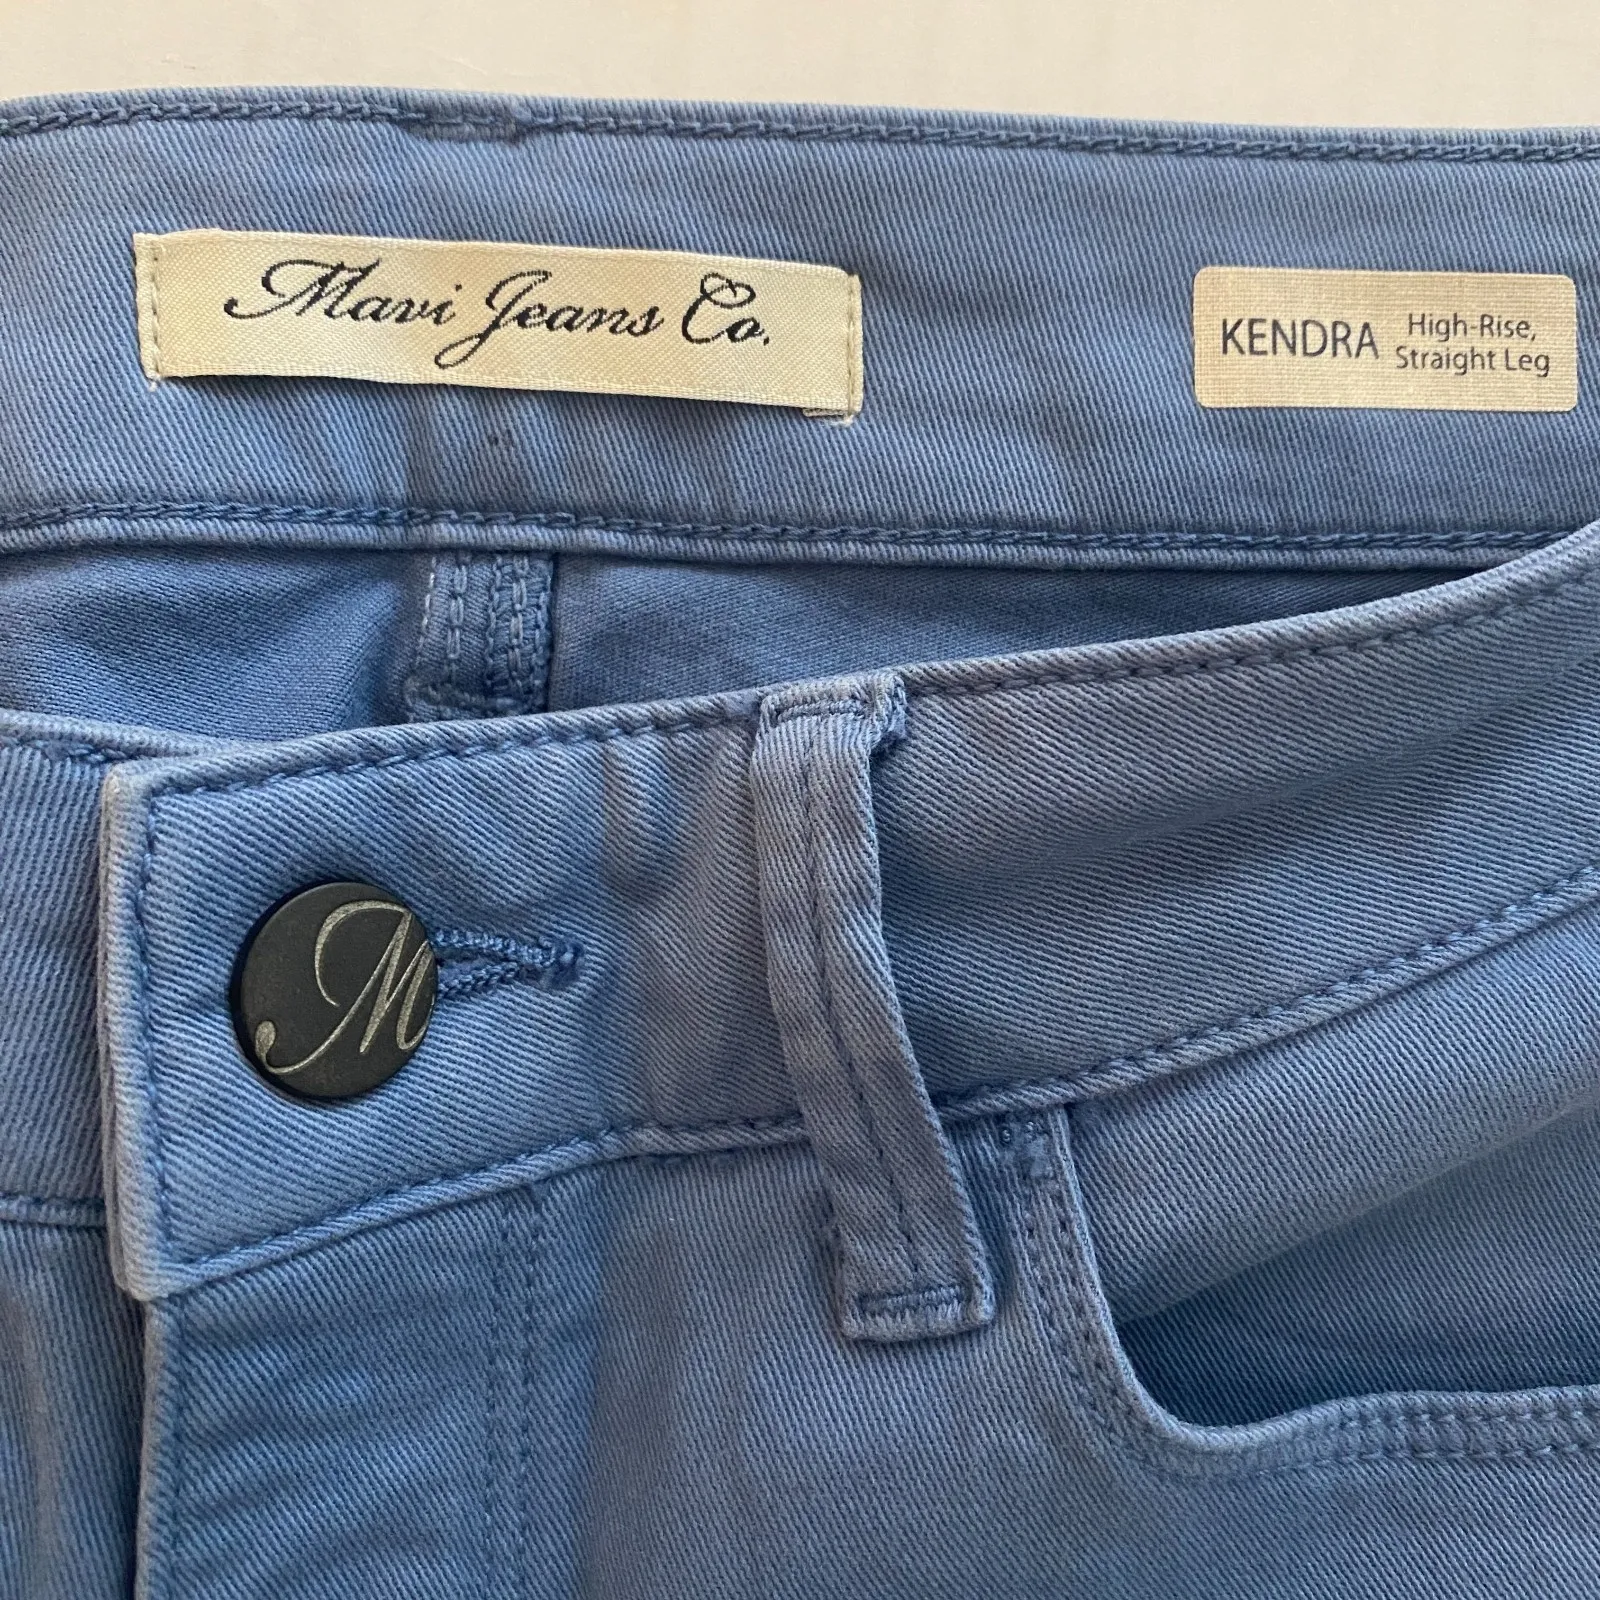 Mavi Jeans Co.
KENDRA
High-Rise,
Straight Leg
M